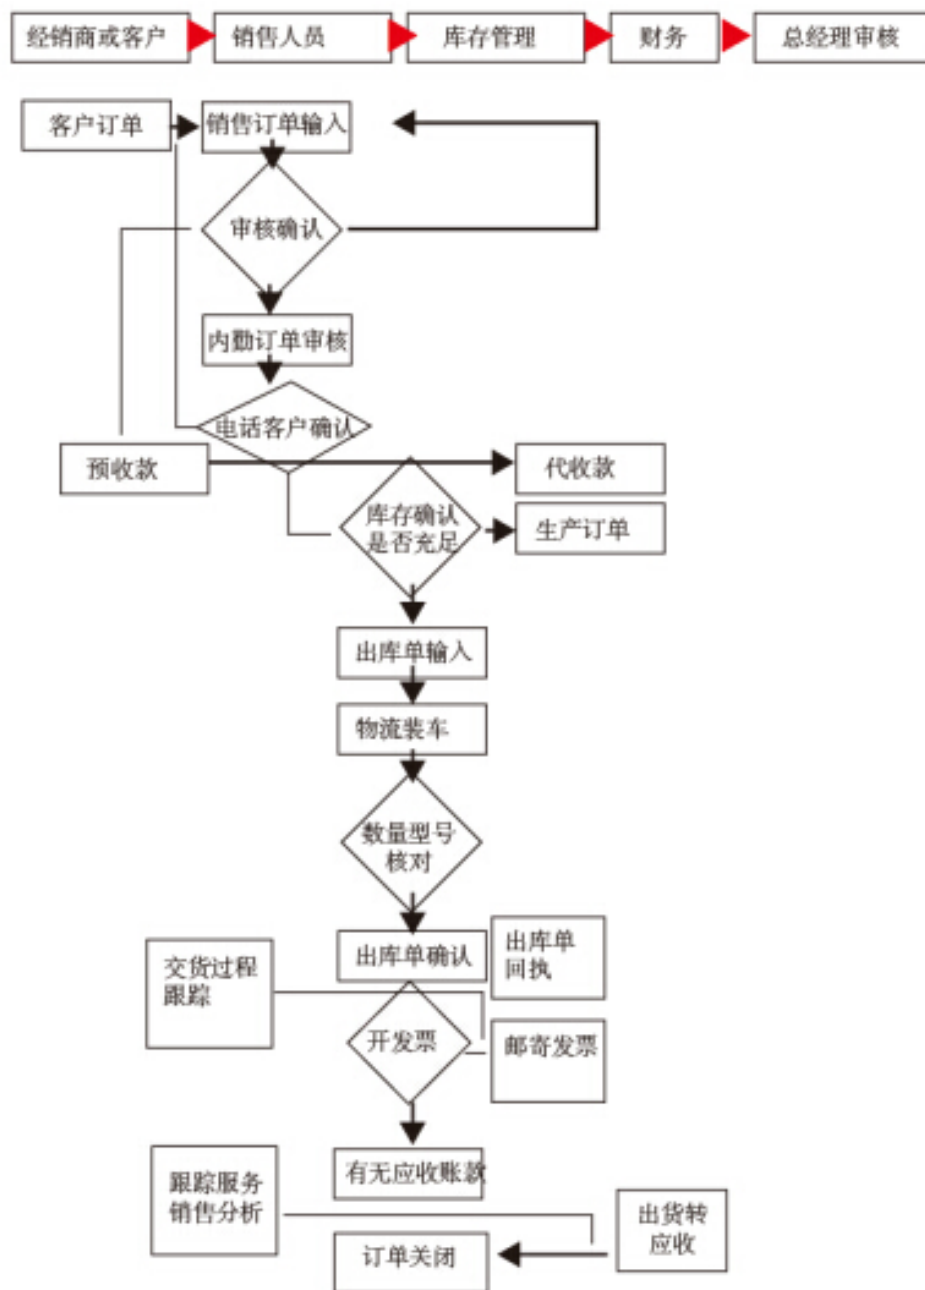 经销商或客户
销售人员
库存管理
财务
总经理审核
客户订单
销售订单输入
审核确认
内勤订单审核
电话客户确认
预收款
代收款
库存确认
是否充足
生产订单
出库单输入
物流装车
数量型号
核对
出库单确认
出库单
回执
交货过程
跟踪
开发票
邮寄发票
有无应收账款
跟踪服务
销售分析
出货转
应收
订单关闭